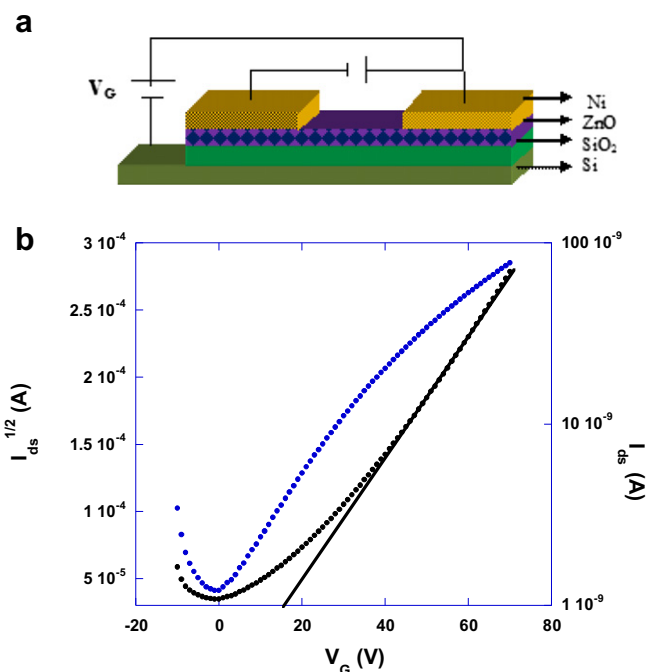 a
V_G
Ni
ZnO
SiO₂
Si
b
3 10⁻⁴
2.5 10⁻⁴
2 10⁻⁴
1.5 10⁻⁴
1 10⁻⁴
5 10⁻⁵
I_ds^1/2 (A)
100 10⁻⁹
10 10⁻⁹
1 10⁻⁹
I_ds (A)
-20 0 20 40 60 80
V_G (V)